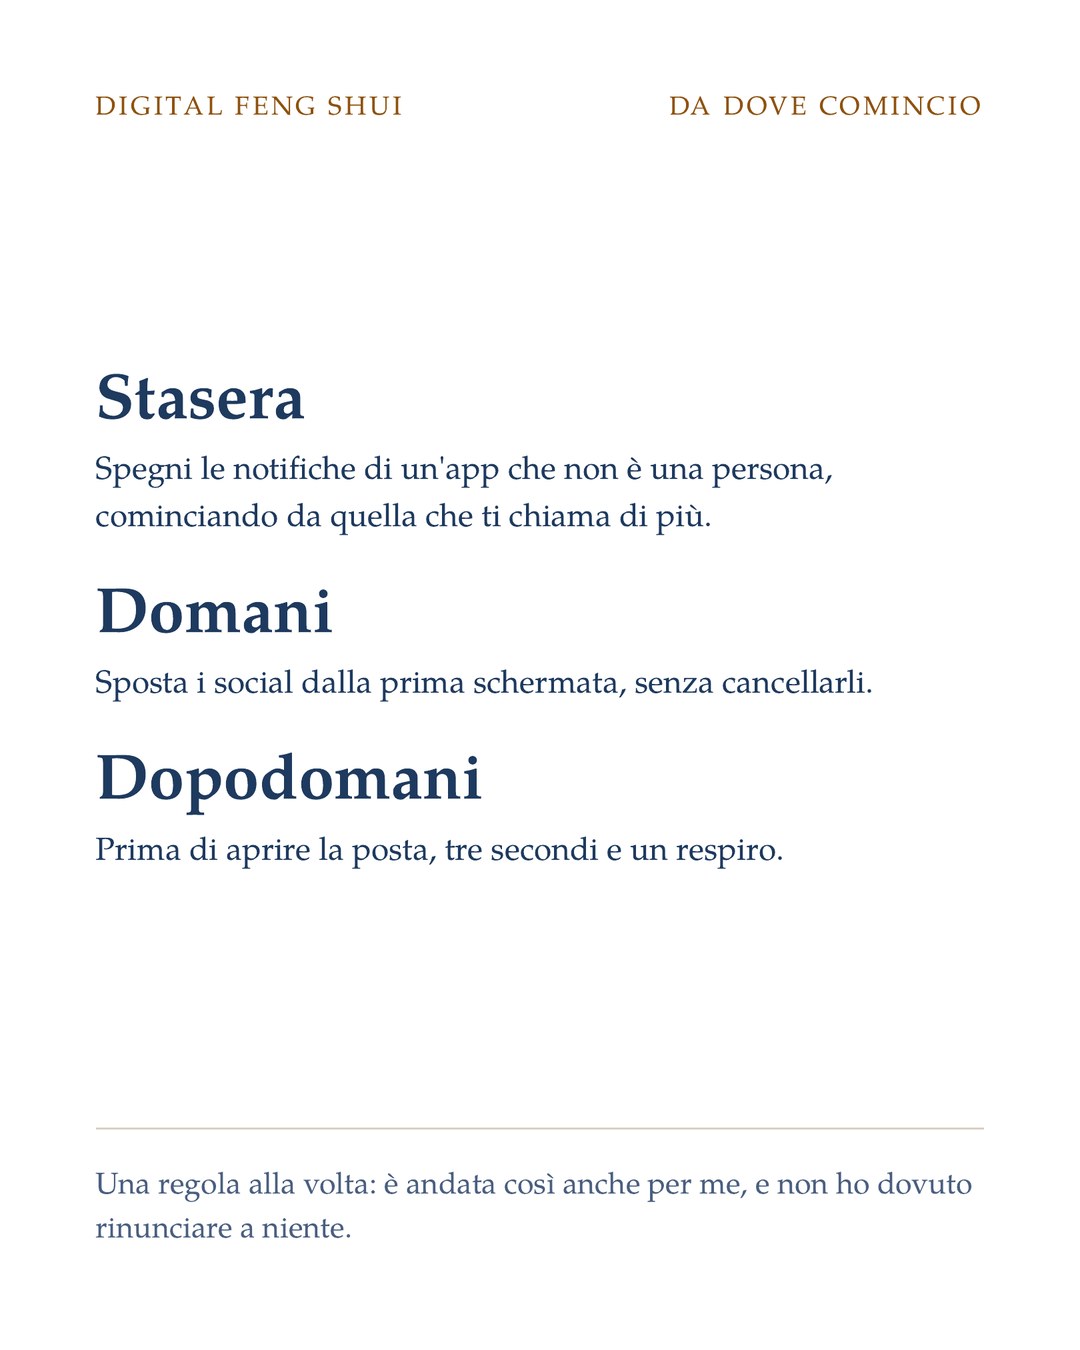 DIGITAL FENG SHUI
DA DOVE COMINCIO
Stasera
Spegni le notifiche di un'app che non è una persona,
cominciando da quella che ti chiama di più.
Domani
Sposta i social dalla prima schermata, senza cancellarli.
Dopodomani
Prima di aprire la posta, tre secondi e un respiro.
Una regola alla volta: è andata così anche per me, e non ho dovuto
rinunciare a niente.